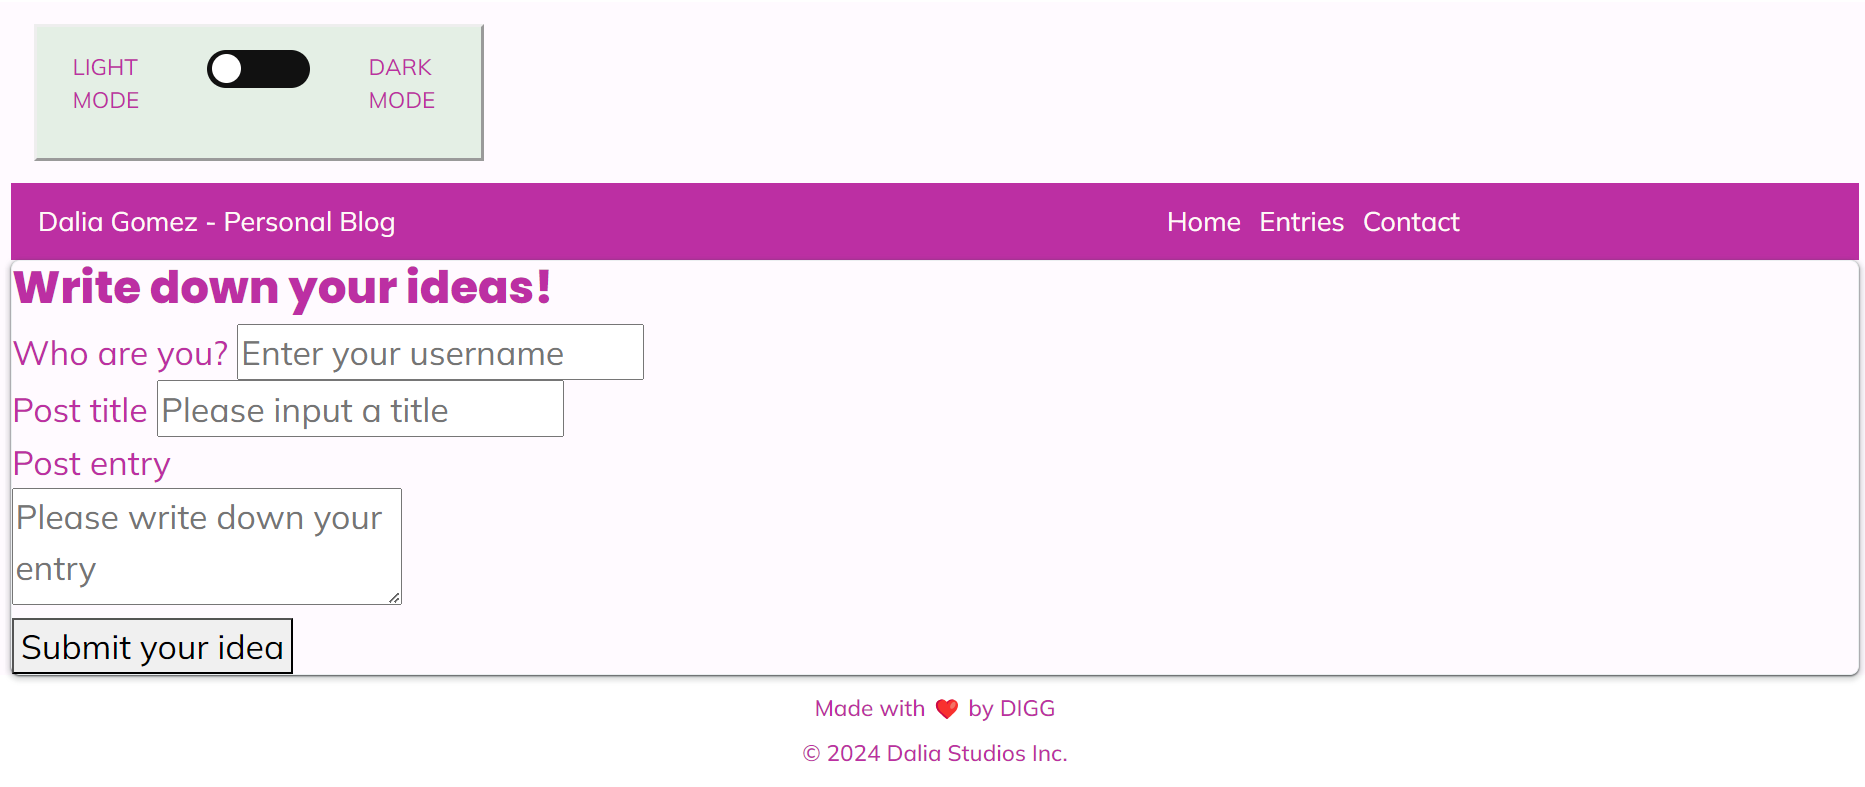 LIGHT MODE
DARK MODE
Dalia Gomez - Personal Blog
Home Entries Contact
Write down your ideas!
Who are you? Enter your username
Post title Please input a title
Post entry
Please write down your
entry
Submit your idea
Made with ❤️ by DIGG
© 2024 Dalia Studios Inc.